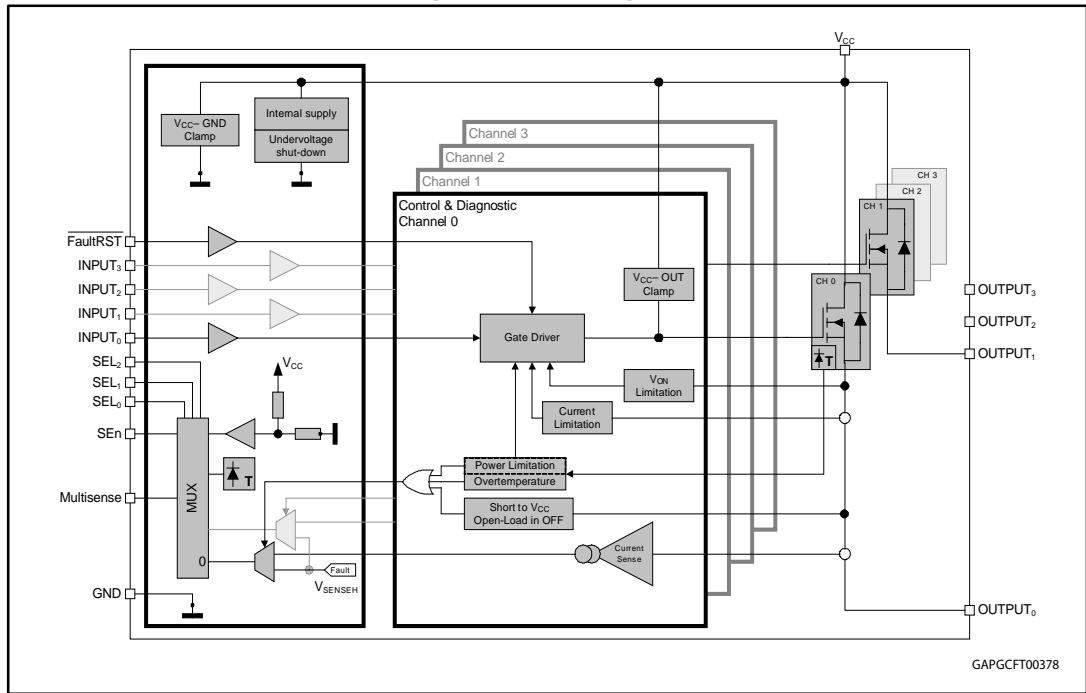 VCC
Internal supply
VCC– GND
Clamp
Undervoltage
shut-down
Channel 3
Channel 2
Channel 1
Control & Diagnostic
Channel 0
CH 3
CH 2
CH 1
CH 0
T
FaultRST
INPUT3
INPUT2
INPUT1
INPUT0
SEL2
SEL1
SEL0
SEn
Multisense
GND
VCC
MUX
0
T
VCC– OUT
Clamp
Gate Driver
VON
Limitation
Current
Limitation
Power Limitation
Overtemperature
Short to VCC
Open-Load in OFF
Current
Sense
Fault
VSENSEH
OUTPUT3
OUTPUT2
OUTPUT1
OUTPUT0
GAPGCFT00378